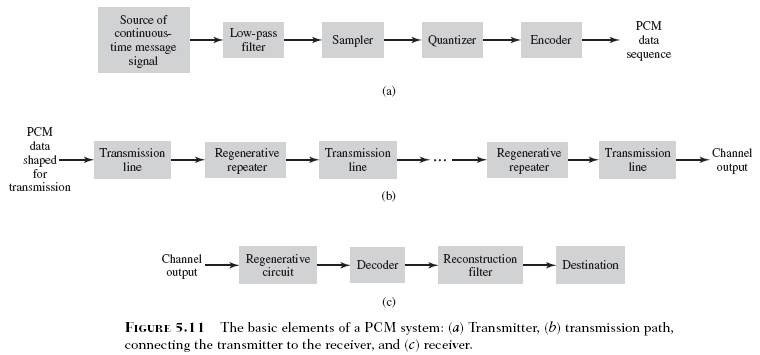 Source of
continuous-
time message
signal
Low-pass
filter
Sampler
Quantizer
Encoder
PCM
data
sequence
(a)
PCM
data
shaped
for
transmission
Transmission
line
Regenerative
repeater
Transmission
line
...
Regenerative
repeater
Transmission
line
Channel
output
(b)
Channel
output
Regenerative
circuit
Decoder
Reconstruction
filter
Destination
(c)
FIGURE 5.11 The basic elements of a PCM system: (a) Transmitter, (b) transmission path,
connecting the transmitter to the receiver, and (c) receiver.